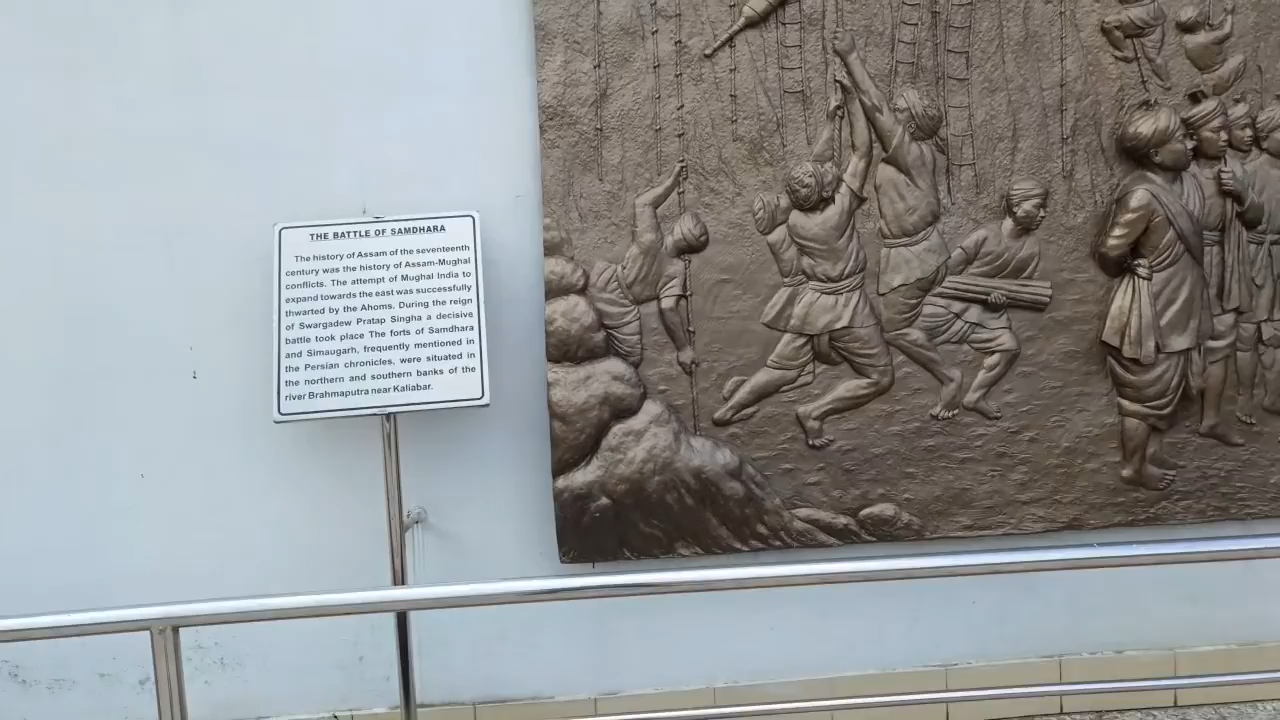 THE BATTLE OF SAMDHARA
The history of Assam of the seventeenth
century was the history of Assam-Mughal
conflicts. The attempt of Mughal India to
expand towards the east was successfully
thwarted by the Ahoms. During the reign
of Swargadew Pratap Singha a decisive
battle took place The forts of Samdhara
and Simaugarh, frequently mentioned in
the Persian chronicles, were situated in
the northern and southern banks of the
river Brahmaputra near Kaliabar.